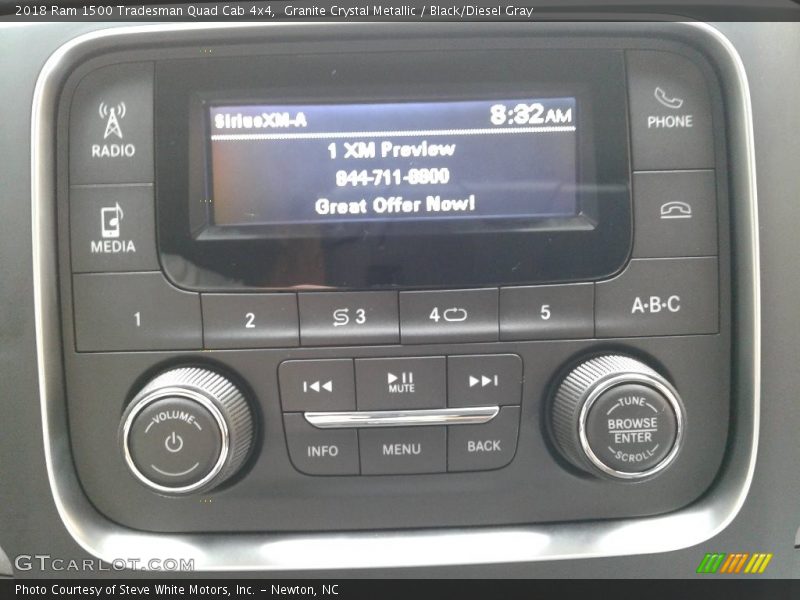 2018 Ram 1500 Tradesman Quad Cab 4x4,  Granite Crystal Metallic / Black/Diesel Gray
SiriusXM-A 8:32AM
1 XM Preview
844-711-8800
Great Offer Now!
RADIO
MEDIA
PHONE
1
2
3
4
5
A·B·C
VOLUME
MUTE
INFO
MENU
BACK
TUNE
BROWSE
ENTER
SCROLL
GTCARLOT.COM
Photo Courtesy of Steve White Motors, Inc. – Newton, NC